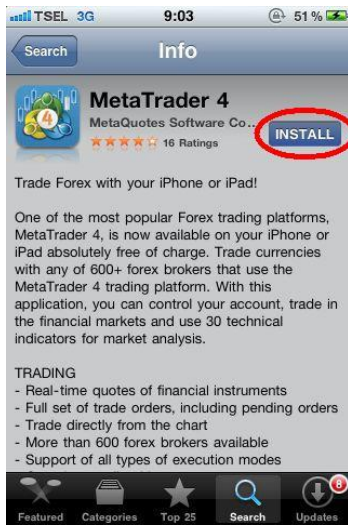 TSEL 3G 9:03 51 %
Search Info
MetaTrader 4
MetaQuotes Software Co...
16 Ratings
INSTALL
Trade Forex with your iPhone or iPad!
One of the most popular Forex trading platforms,
MetaTrader 4, is now available on your iPhone or
iPad absolutely free of charge. Trade currencies
with any of 600+ forex brokers that use the
MetaTrader 4 trading platform. With this
application, you can control your account, trade in
the financial markets and use 30 technical
indicators for market analysis.
TRADING
- Real-time quotes of financial instruments
- Full set of trade orders, including pending orders
- Trade directly from the chart
- More than 600 forex brokers available
- Support of all types of execution modes
8
Featured Categories Top 25 Search Updates